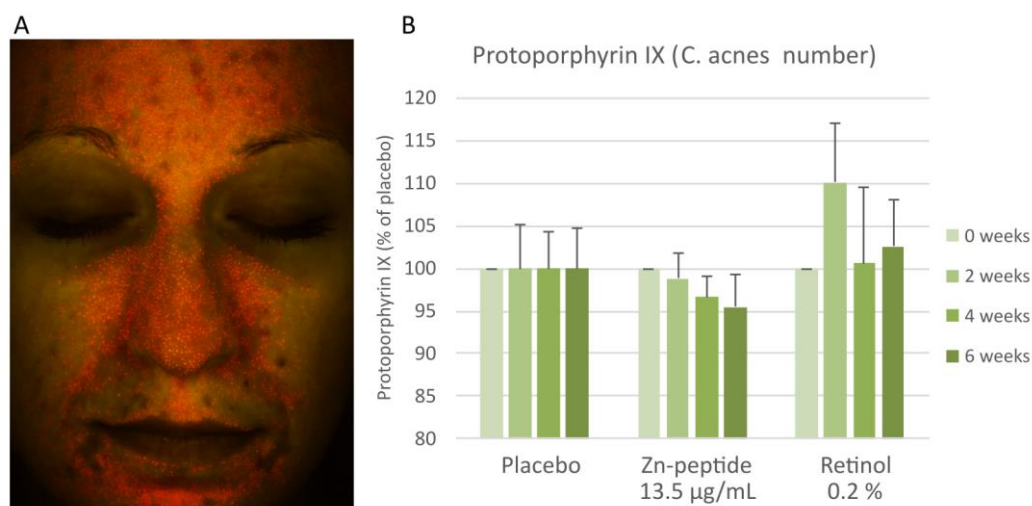 A
B
Protoporphyrin IX (C. acnes number)
Protoporphyrin IX (% of placebo)
120
115
110
105
100
95
90
85
80
Placebo
Zn-peptide
13.5 µg/mL
Retinol
0.2 %
0 weeks
2 weeks
4 weeks
6 weeks